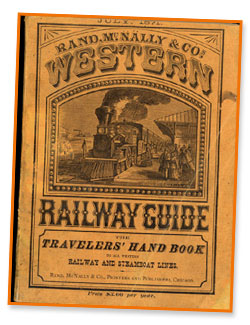 JULY, 1871.
RAND, McNALLY & CO'S
WESTERN
RAILWAY GUIDE
WITH
TRAVELERS' HAND BOOK
TO ALL WESTERN
RAILWAY AND STEAMBOAT LINES.
RAND, McNALLY & CO., PRINTERS AND PUBLISHERS, CHICAGO.
Price $2.00 per year.